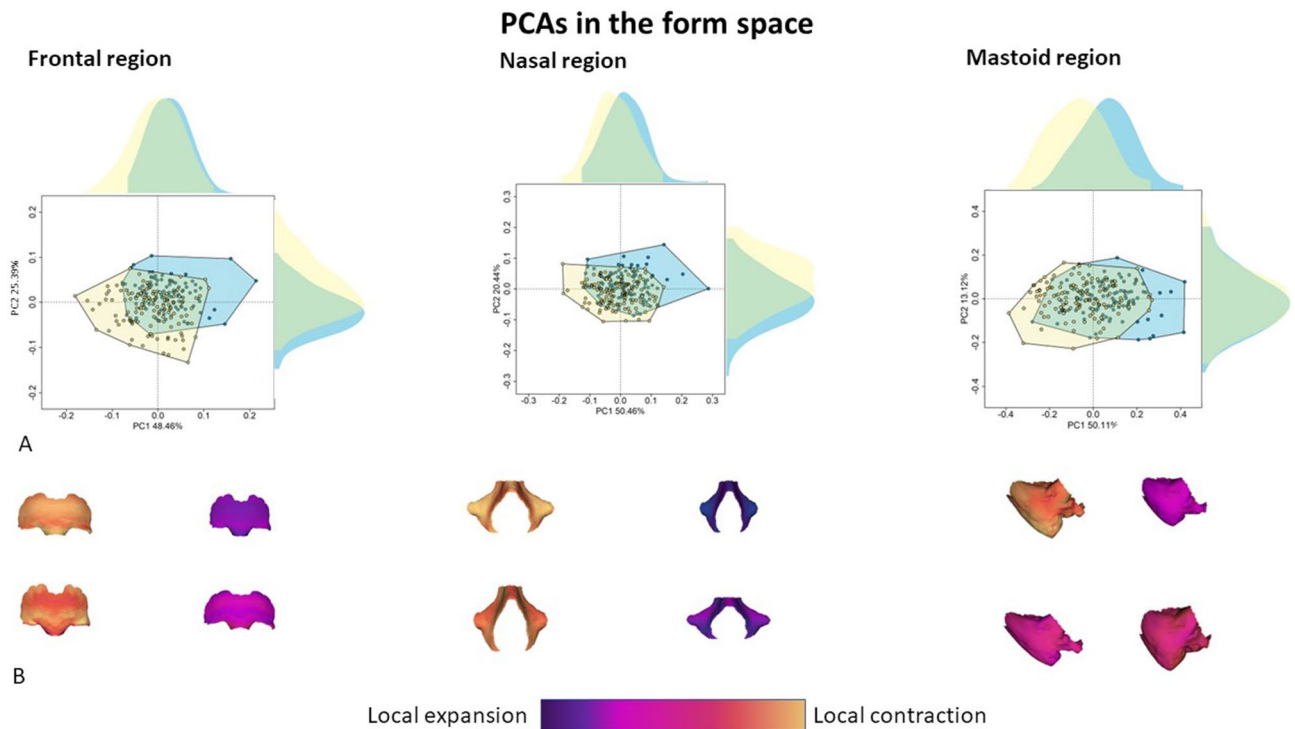 PCAs in the form space
Frontal region
Nasal region
Mastoid region
PC2 25.39%
0.2
0.1
0.0
-0.1
-0.2
-0.2 -0.1 0.0 0.1 0.2
PC1 48.46%
PC2 20.44%
0.3
0.2
0.1
0.0
-0.1
-0.2
-0.3
-0.3 -0.2 -0.1 0.0 0.1 0.2 0.3
PC1 50.46%
PC2 13.12%
0.4
0.2
0.0
-0.2
-0.4
-0.4 -0.2 0.0 0.2 0.4
PC1 50.11%
A
B
Local expansion
Local contraction